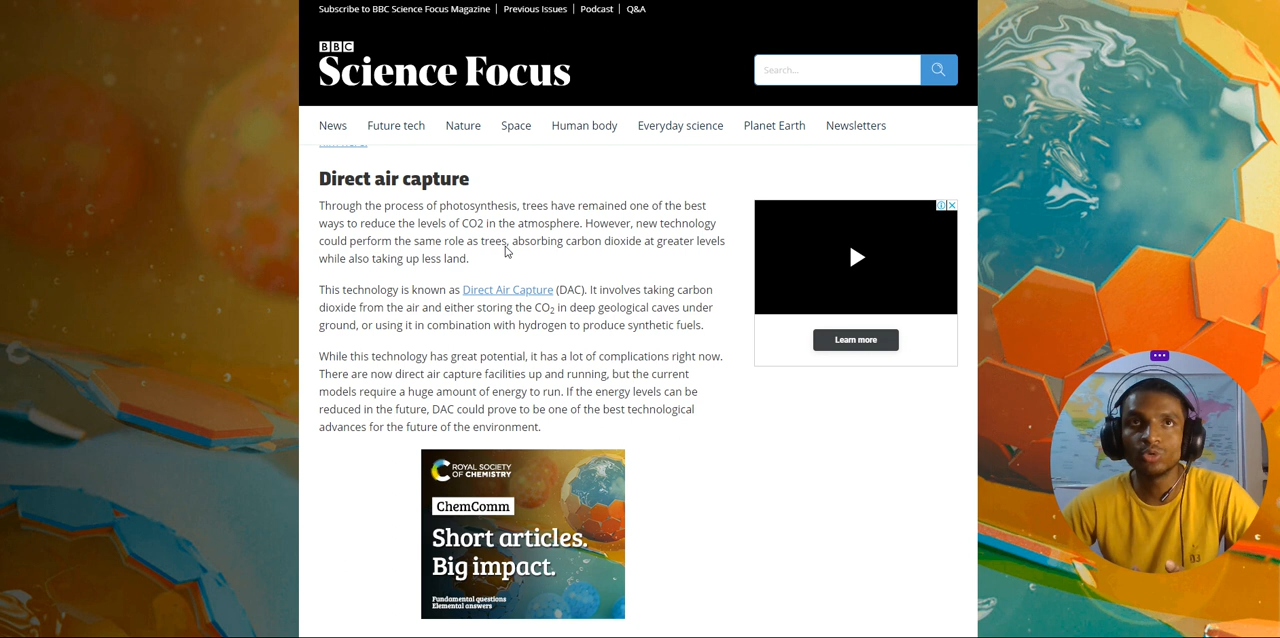 Subscribe to BBC Science Focus Magazine | Previous Issues | Podcast | Q&A
BBC
Science Focus
Search...
News Future tech Nature Space Human body Everyday science Planet Earth Newsletters
Direct air capture
Through the process of photosynthesis, trees have remained one of the best
ways to reduce the levels of CO2 in the atmosphere. However, new technology
could perform the same role as trees, absorbing carbon dioxide at greater levels
while also taking up less land.
This technology is known as Direct Air Capture (DAC). It involves taking carbon
dioxide from the air and either storing the CO₂ in deep geological caves under
ground, or using it in combination with hydrogen to produce synthetic fuels.
While this technology has great potential, it has a lot of complications right now.
There are now direct air capture facilities up and running, but the current
models require a huge amount of energy to run. If the energy levels can be
reduced in the future, DAC could prove to be one of the best technological
advances for the future of the environment.
Learn more
ROYAL SOCIETY
OF CHEMISTRY
ChemComm
Short articles.
Big impact.
Fundamental questions
Elemental answers